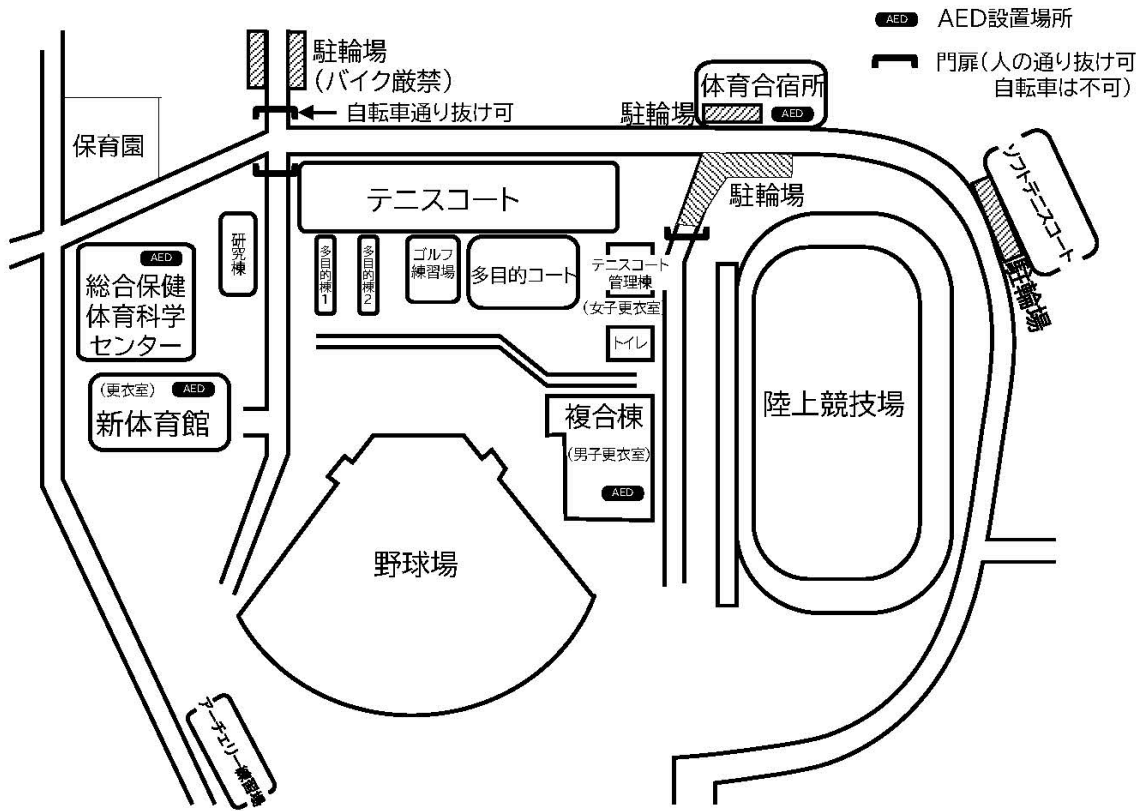 AED AED設置場所
門扉(人の通り抜け可
自転車は不可)
駐輪場
(バイク厳禁)
自転車通り抜け可
体育合宿所
駐輪場
AED
保育園
テニスコート
駐輪場
ソフトテニスコート
駐輪場
研究棟
多目的棟1
多目的棟2
ゴルフ
練習場
多目的コート
テニスコート
管理棟
(女子更衣室)
トイレ
AED
総合保健
体育科学
センター
(更衣室)
AED
新体育館
複合棟
(男子更衣室)
AED
陸上競技場
野球場
アーチェリー練習場